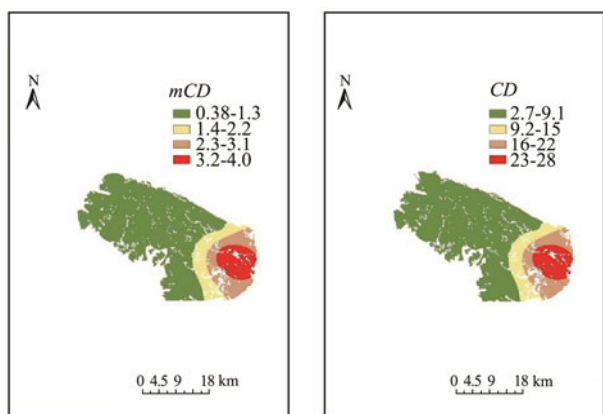 N
mCD
0.38-1.3
1.4-2.2
2.3-3.1
3.2-4.0
0 4.5 9 18 km
N
CD
2.7-9.1
9.2-15
16-22
23-28
0 4.5 9 18 km